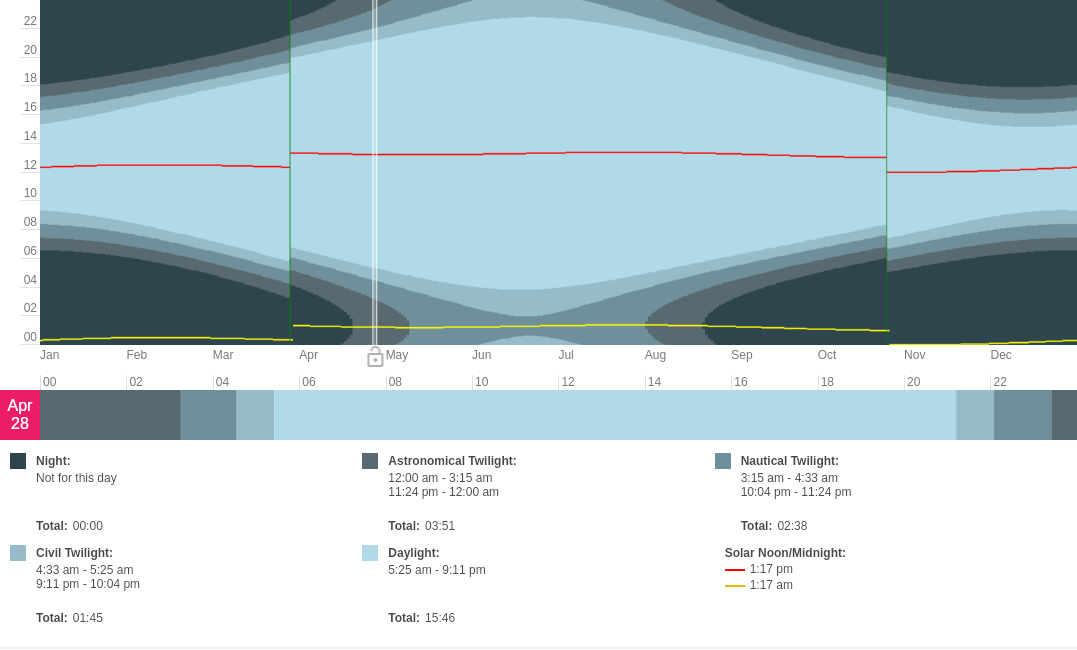 22
20
18
16
14
12
10
08
06
04
02
00
Jan Feb Mar Apr May Jun Jul Aug Sep Oct Nov Dec
00 02 04 06 08 10 12 14 16 18 20 22
Apr
28
Night:
Not for this day
Total: 00:00
Astronomical Twilight:
12:00 am - 3:15 am
11:24 pm - 12:00 am
Total: 03:51
Nautical Twilight:
3:15 am - 4:33 am
10:04 pm - 11:24 pm
Total: 02:38
Civil Twilight:
4:33 am - 5:25 am
9:11 pm - 10:04 pm
Total: 01:45
Daylight:
5:25 am - 9:11 pm
Total: 15:46
Solar Noon/Midnight:
1:17 pm
1:17 am